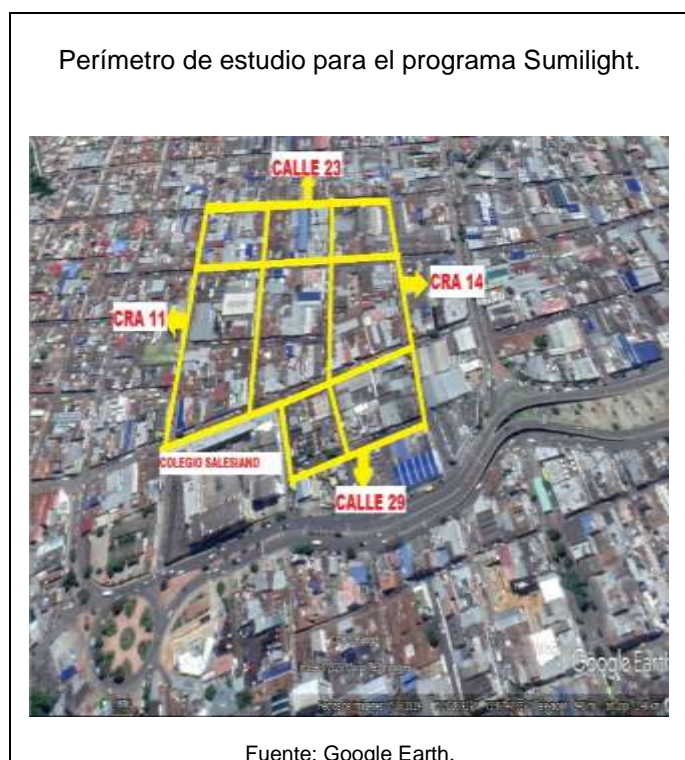 Perímetro de estudio para el programa Sumilight.
CALLE 23
CRA 14
CRA 11
COLEGIO SALESIANO
CALLE 29
Google Earth
Fuente: Google Earth.